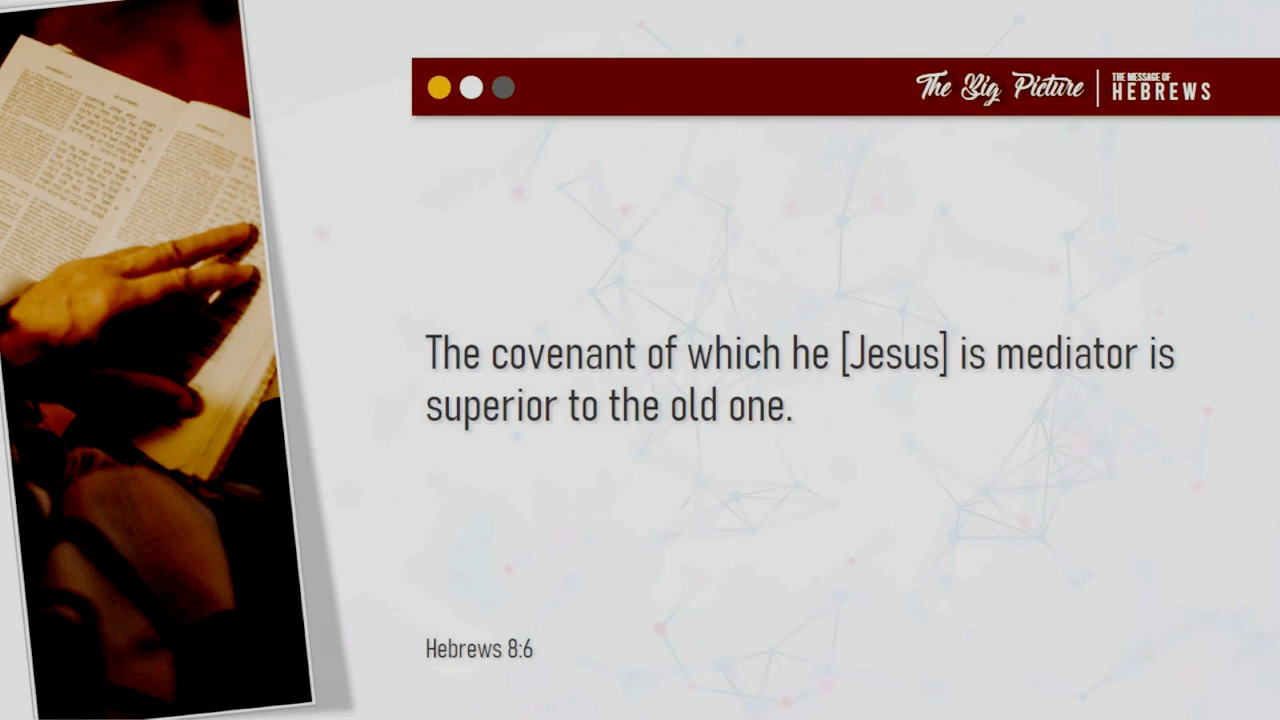 The Big Picture
THE MESSAGE OF
HEBREWS
The covenant of which he [Jesus] is mediator is
superior to the old one.
Hebrews 8:6